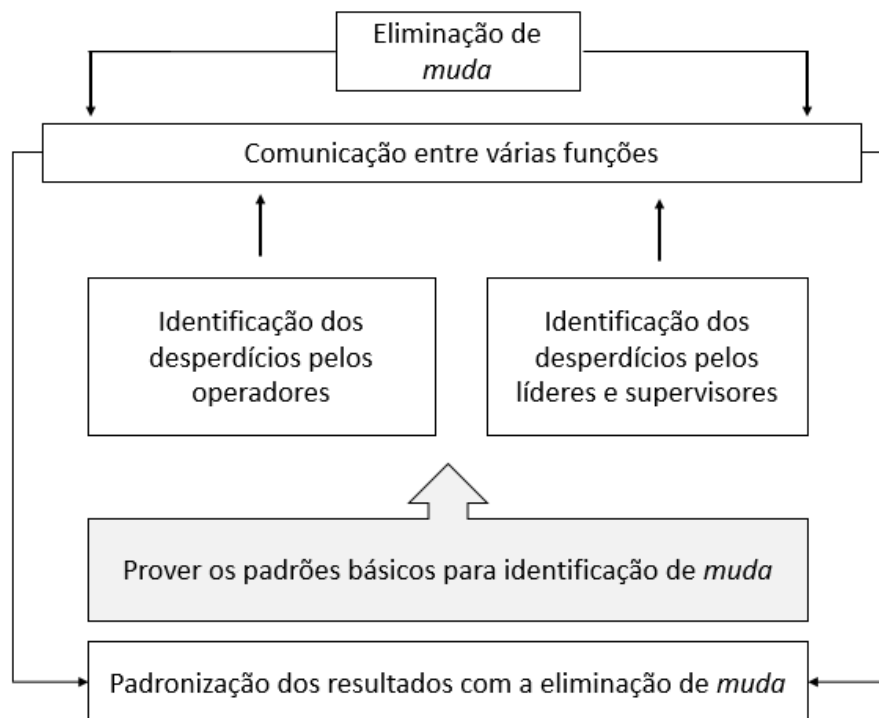 Eliminação de
muda
Comunicação entre várias funções
Identificação dos
desperdícios pelos
operadores
Identificação dos
desperdícios pelos
líderes e supervisores
Prover os padrões básicos para identificação de muda
Padronização dos resultados com a eliminação de muda